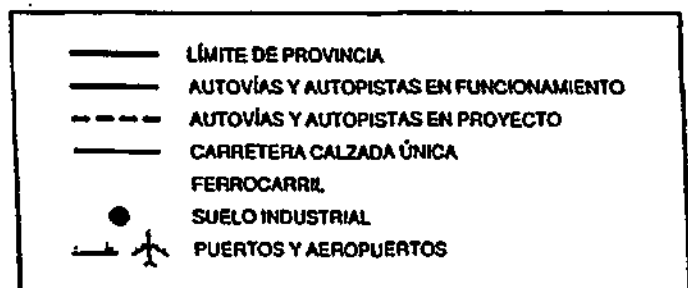 LÍMITE DE PROVINCIA
AUTOVÍAS Y AUTOPISTAS EN FUNCIONAMIENTO
AUTOVÍAS Y AUTOPISTAS EN PROYECTO
CARRETERA CALZADA ÚNICA
FERROCARRIL
SUELO INDUSTRIAL
PUERTOS Y AEROPUERTOS